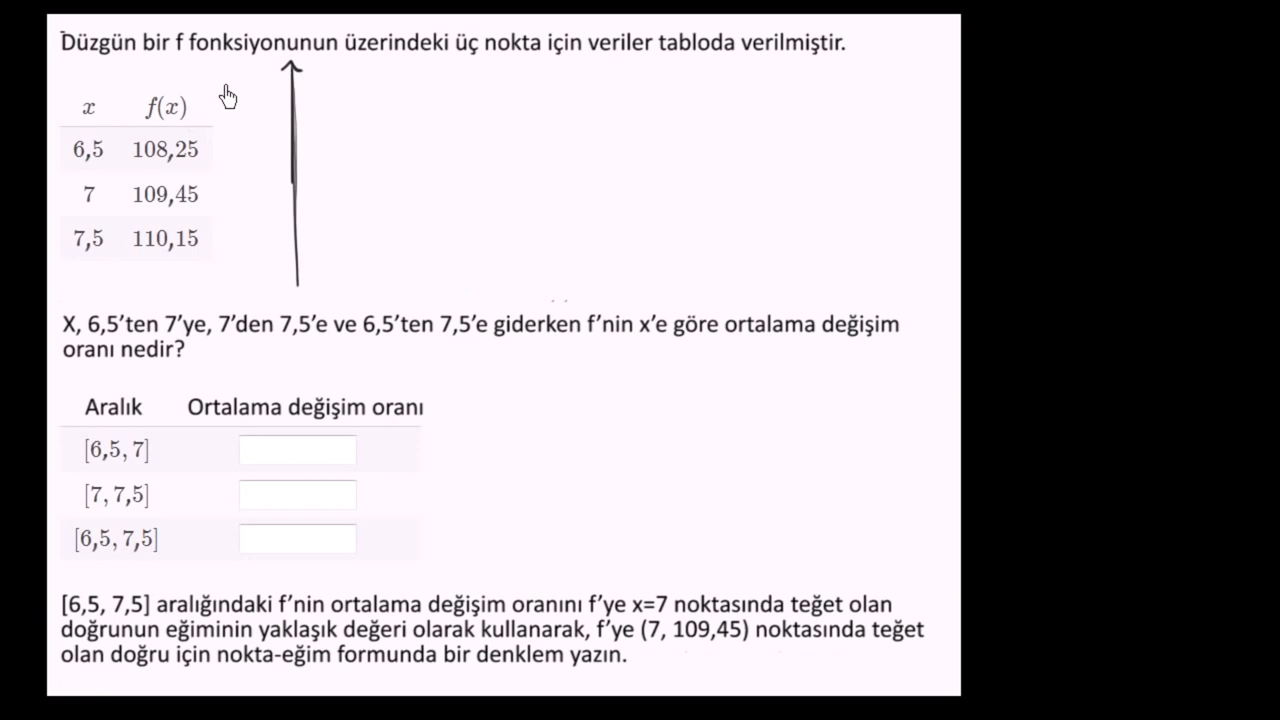 Düzgün bir f fonksiyonunun üzerindeki üç nokta için veriler tabloda verilmiştir.
x f(x)
6,5 108,25
7 109,45
7,5 110,15
X, 6,5’ten 7’ye, 7’den 7,5’e ve 6,5’ten 7,5’e giderken f’nin x’e göre ortalama değişim
oranı nedir?
Aralık Ortalama değişim oranı
[6,5, 7]
[7, 7,5]
[6,5, 7,5]
[6,5, 7,5] aralığındaki f’nin ortalama değişim oranını f’ye x=7 noktasında teğet olan
doğrunun eğiminin yaklaşık değeri olarak kullanarak, f’ye (7, 109,45) noktasında teğet
olan doğru için nokta-eğim formunda bir denklem yazın.